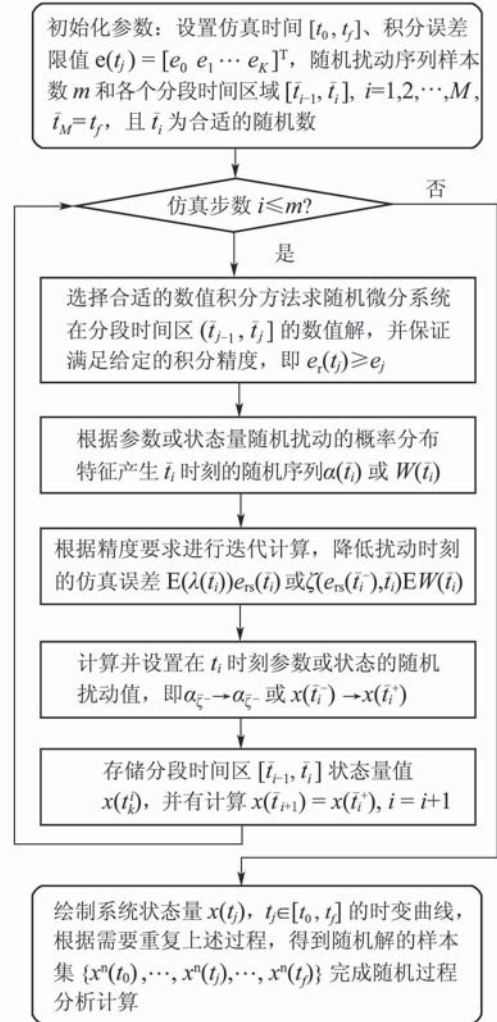 初始化参数：设置仿真时间 [t₀, t_f]、积分误差
限值 e(t_j) = [e₀ e₁ ⋯ e_K]ᵀ，随机扰动序列样本
数 m 和各个分段时间区域 [t̄_{i-1}, t̄_i], i=1,2,⋯,M,
t̄_M= t_f，且 t̄_i 为合适的随机数
仿真步数 i≤m?
否
是
选择合适的数值积分方法求随机微分系统
在分段时间区 (t̄_{j-1}, t̄_j] 的数值解，并保证
满足给定的积分精度，即 e_r(t_j)≥e_j
根据参数或状态量随机扰动的概率分布
特征产生 t̄_i 时刻的随机序列α(t̄_i) 或 W(t̄_i)
根据精度要求进行迭代计算，降低扰动时刻
的仿真误差 E(λ(t̄_i))e_rs(t̄_i) 或ζ(e_rs(t̄_i⁻),t̄_i)EW(t̄_i)
计算并设置在 t_i 时刻参数或状态的随机
扰动值，即α_{ζ̄⁻}→α_{ζ̄⁻} 或 x(t̄_i⁻) →x(t̄_i⁺)
存储分段时间区 [t̄_{i-1}, t̄_i] 状态量值
x(t_k^i)，并有计算 x(t̄_{i+1}) = x(t̄_i⁺), i = i+1
绘制系统状态量 x(t_j)，t_j∈[t₀, t_f] 的时变曲线，
根据需要重复上述过程，得到随机解的样本
集 {xⁿ(t₀),⋯, xⁿ(t_j),⋯, xⁿ(t_f)} 完成随机过程
分析计算